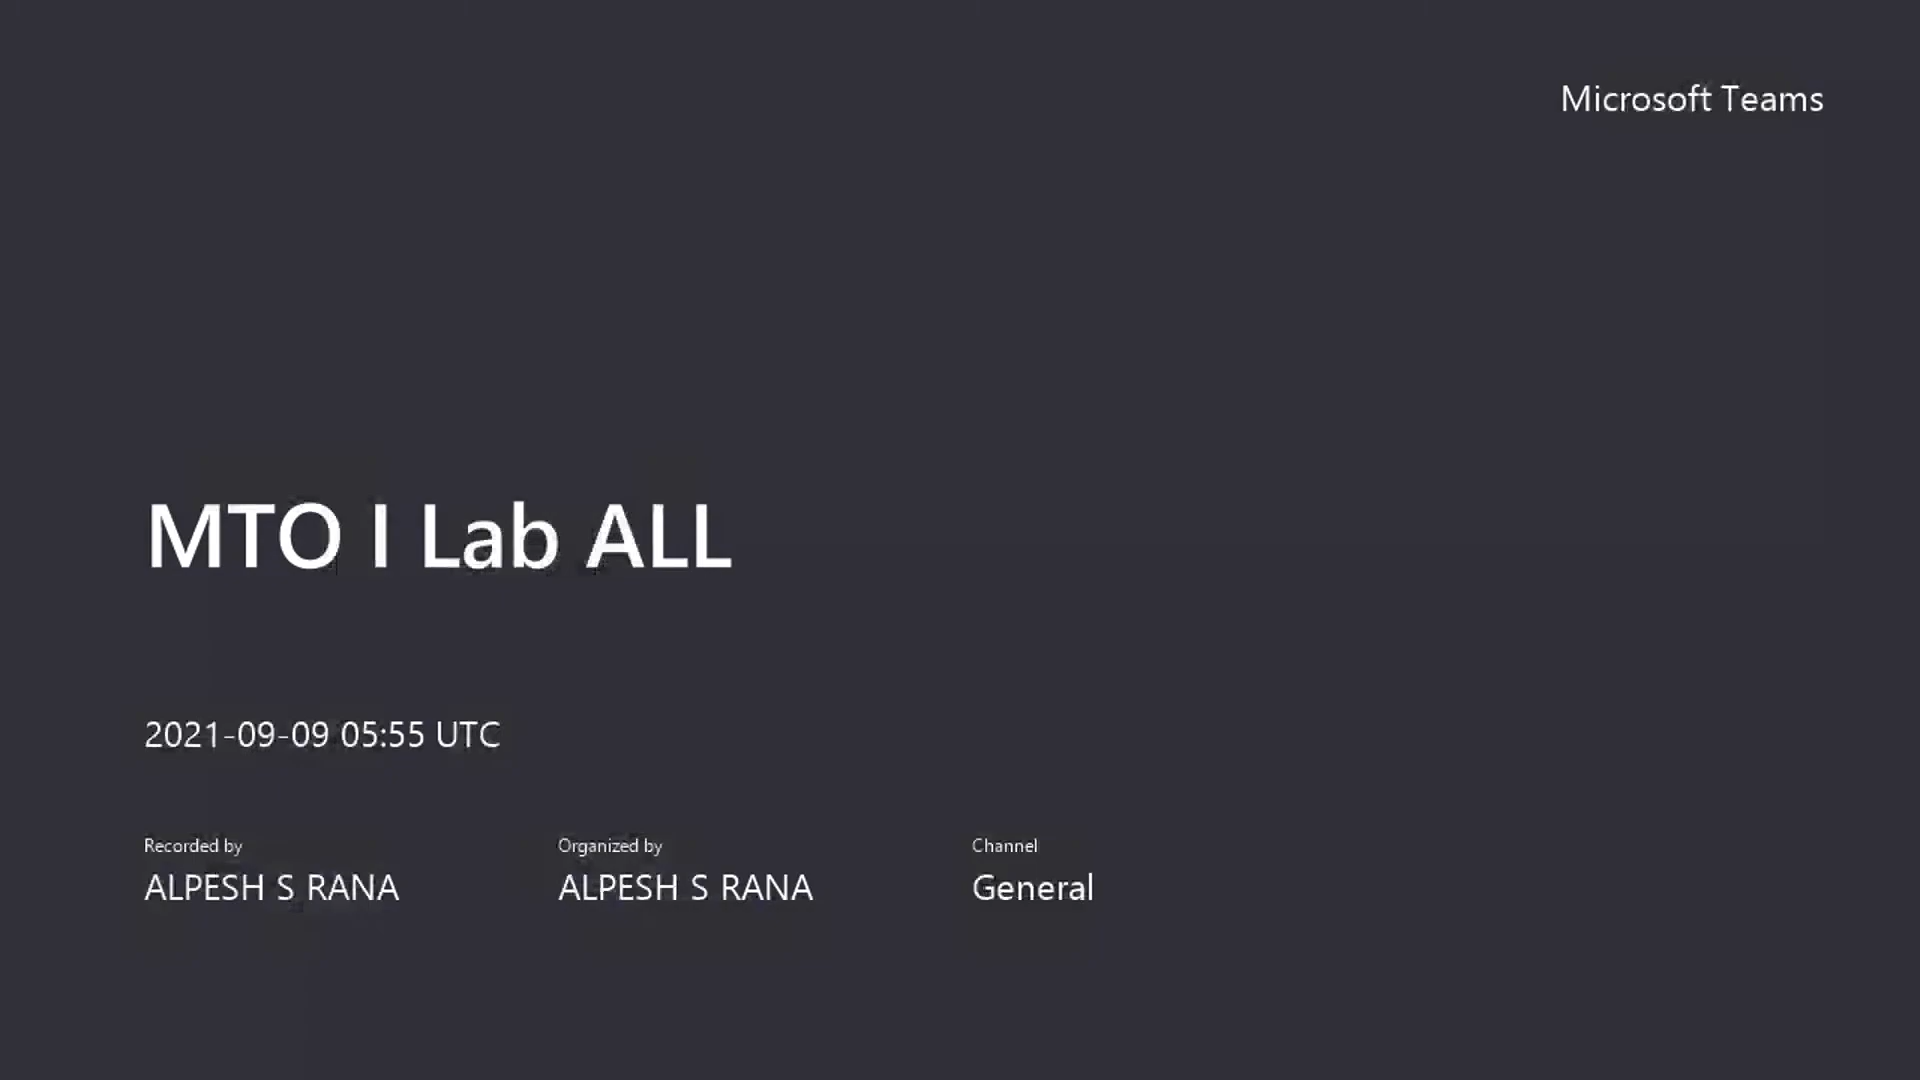 Microsoft Teams
MTO I Lab ALL
2021-09-09 05:55 UTC
Recorded by
ALPESH S RANA
Organized by
ALPESH S RANA
Channel
General